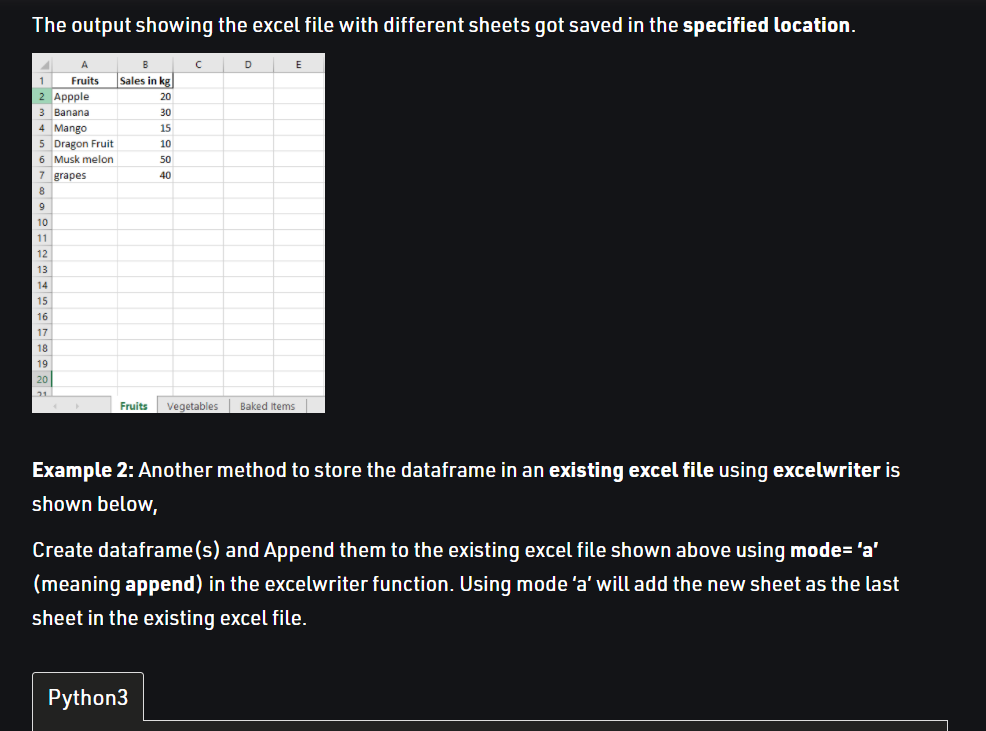 The output showing the excel file with different sheets got saved in the specified location.
A B C D E
1 Fruits Sales in kg
2 Appple 20
3 Banana 30
4 Mango 15
5 Dragon Fruit 10
6 Musk melon 50
7 grapes 40
8
9
10
11
12
13
14
15
16
17
18
19
20
21
Fruits Vegetables Baked Items
Example 2: Another method to store the dataframe in an existing excel file using excelwriter is
shown below,
Create dataframe(s) and Append them to the existing excel file shown above using mode= ‘a’
(meaning append) in the excelwriter function. Using mode ‘a’ will add the new sheet as the last
sheet in the existing excel file.
Python3